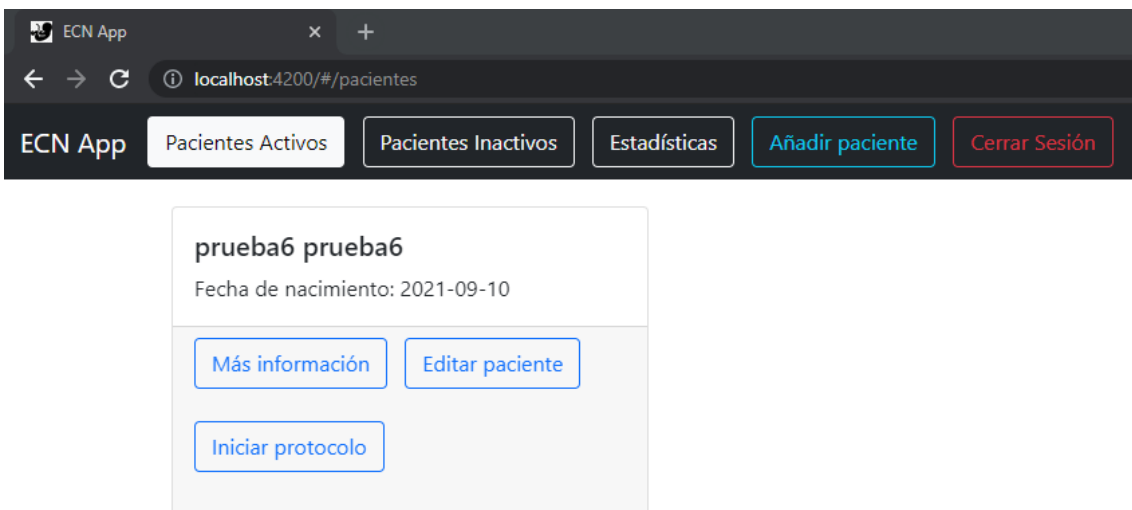 ECN App
localhost:4200/#/pacientes
ECN App Pacientes Activos Pacientes Inactivos Estadísticas Añadir paciente Cerrar Sesión
prueba6 prueba6
Fecha de nacimiento: 2021-09-10
Más información Editar paciente
Iniciar protocolo